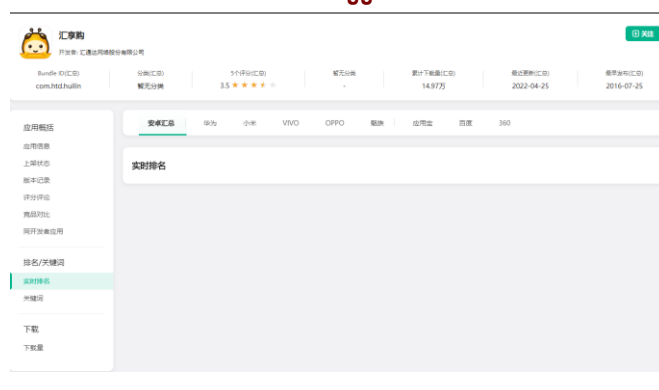 汇享购
开发者: 汇通达网络股份有限公司
关注
Bundle ID(汇总) 分类(汇总) 5个评分(汇总) 暂无分类 累计下载量(汇总) 最近更新(汇总) 最早发布(汇总)
com.htd.huilin 暂无分类 3.5 - 14.97万 2022-04-25 2016-07-25
应用概括
应用信息
上架状态
版本记录
评分评论
竞品对比
同开发者应用
排名/关键词
实时排名
关键词
下载
下载量
安卓汇总 华为 小米 VIVO OPPO 魅族 应用宝 百度 360
实时排名